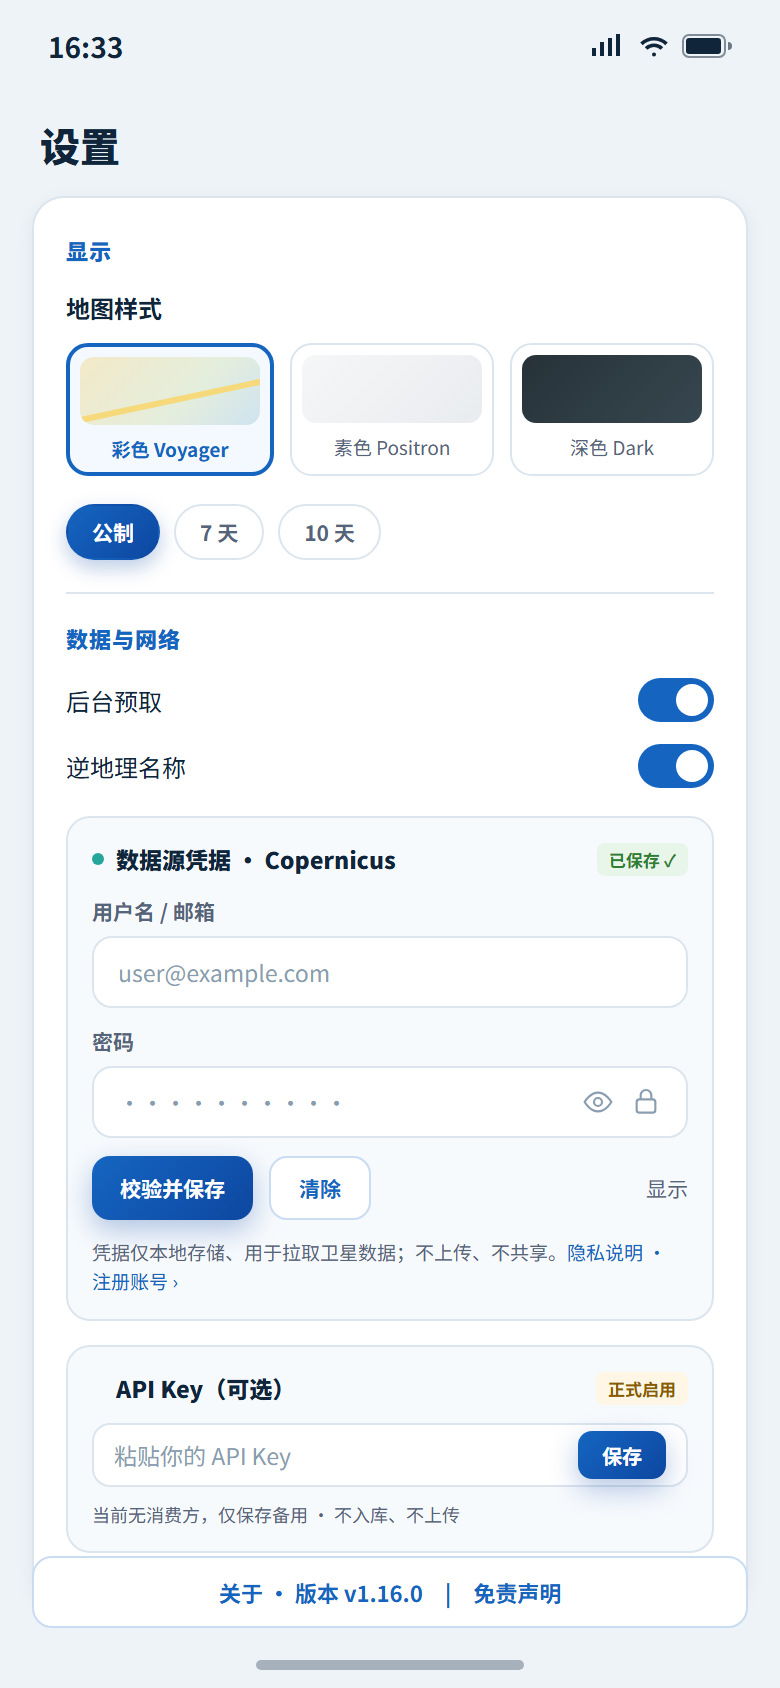 16:33
设置
显示
地图样式
彩色 Voyager
素色 Positron
深色 Dark
公制
7 天
10 天
数据与网络
后台预取
逆地理名称
数据源凭据 · Copernicus
已保存 ✓
用户名 / 邮箱
user@example.com
密码
• • • • • • • • • •
校验并保存
清除
显示
凭据仅本地存储、用于拉取卫星数据；不上传、不共享。隐私说明 ·
注册账号 ›
API Key（可选）
正式启用
粘贴你的 API Key
保存
当前无消费方，仅保存备用 · 不入库、不上传
关于 · 版本 v1.16.0 | 免责声明